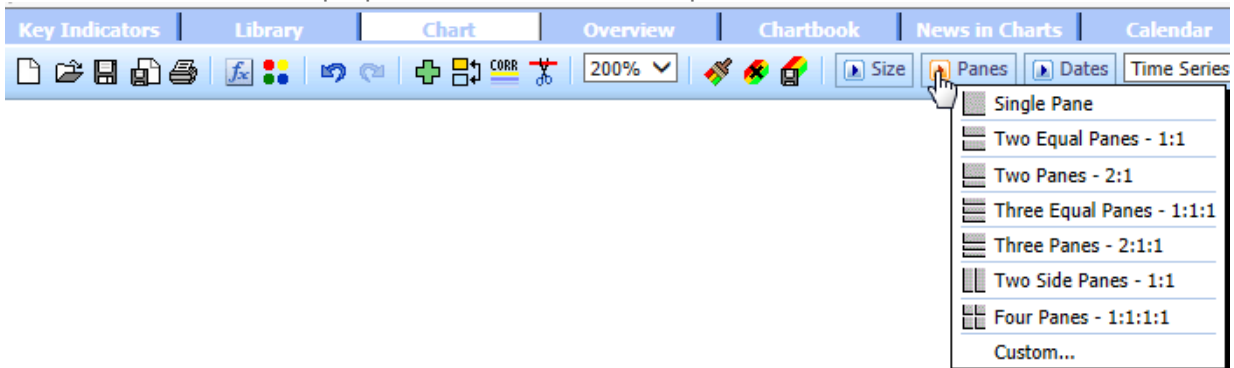 Key Indicators Library Chart Overview Chartbook News in Charts Calendar
fx CORR 200% Size Panes Dates Time Series
Single Pane
Two Equal Panes - 1:1
Two Panes - 2:1
Three Equal Panes - 1:1:1
Three Panes - 2:1:1
Two Side Panes - 1:1
Four Panes - 1:1:1:1
Custom...